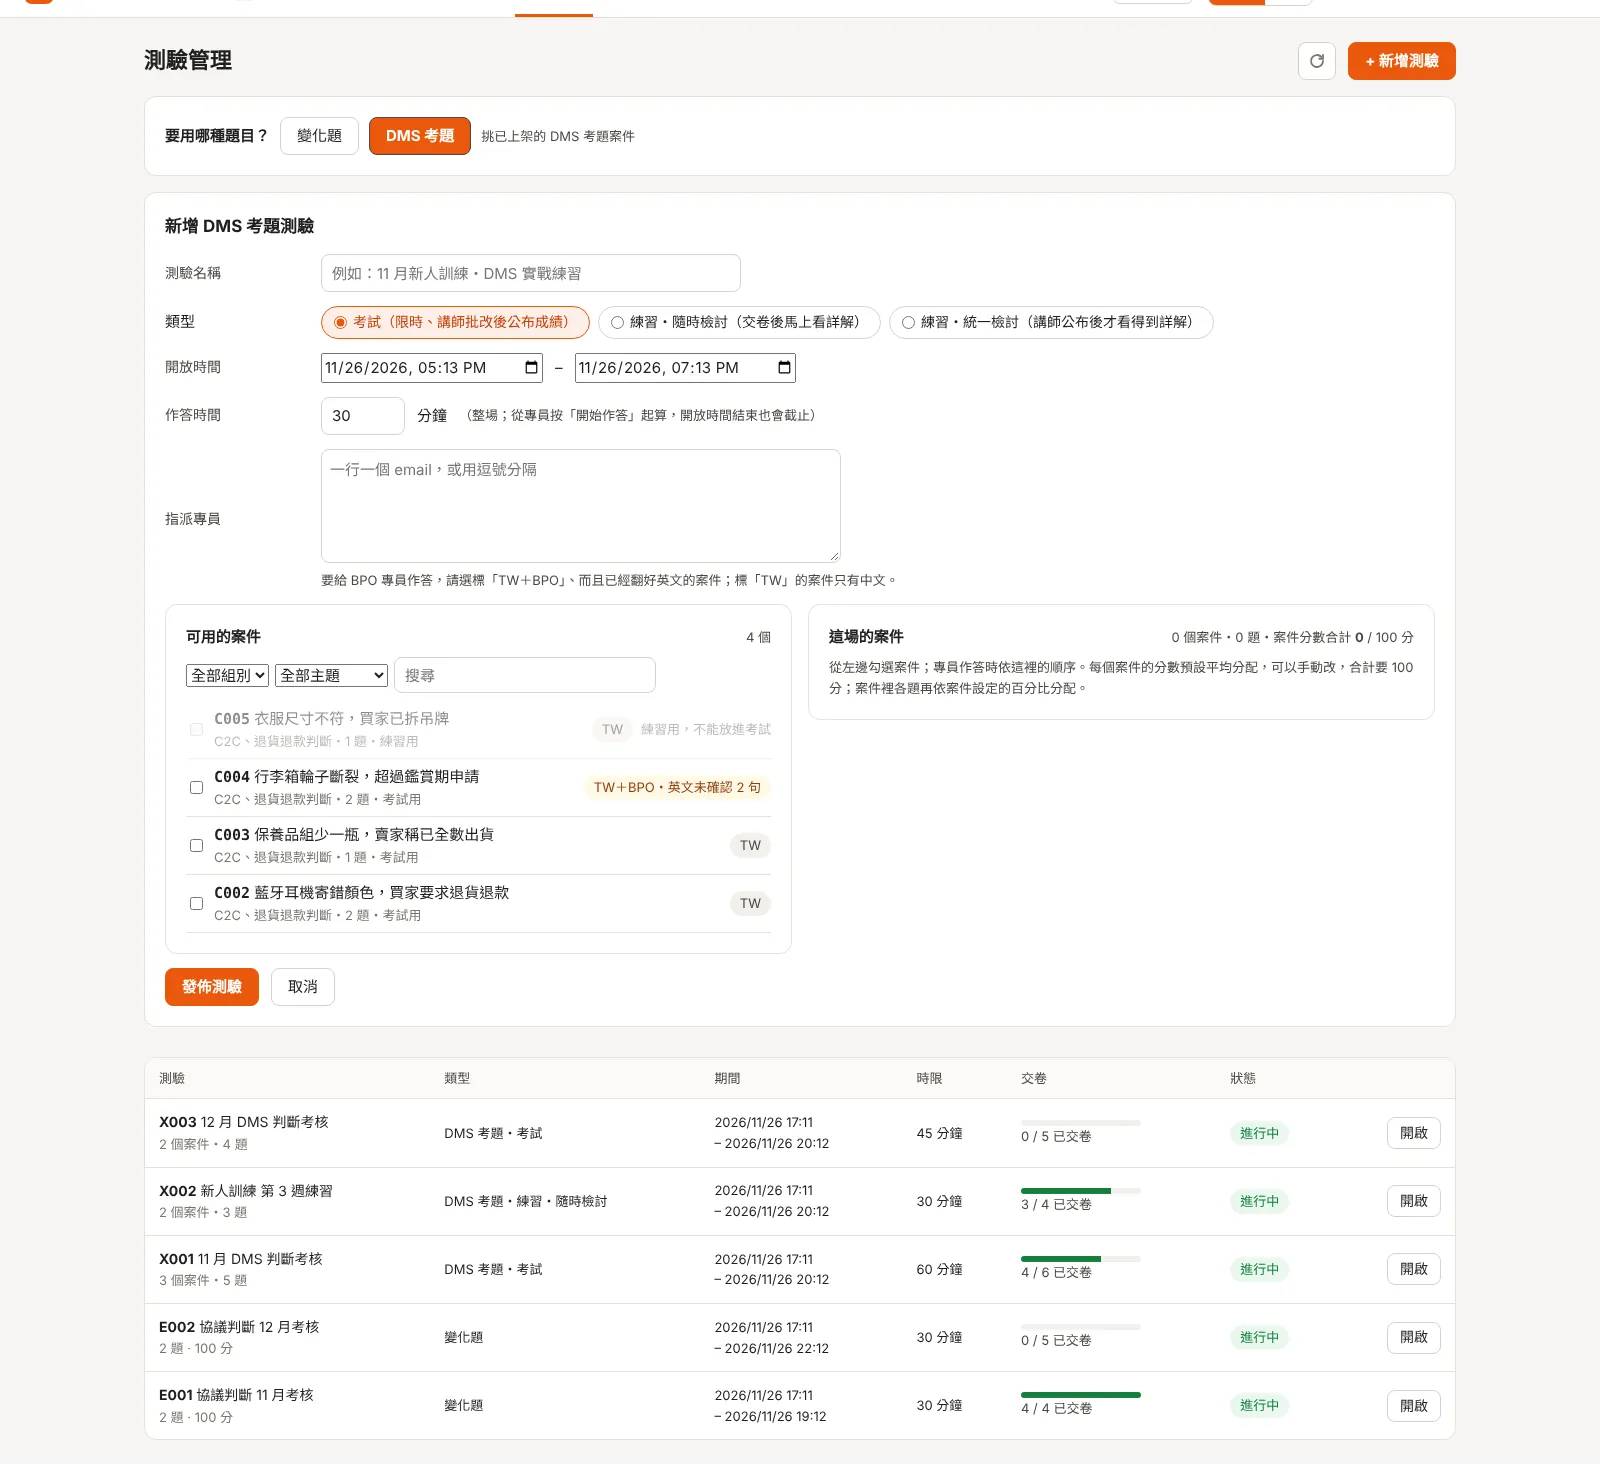 測驗管理
+ 新增測驗
要用哪種題目？ 變化題 DMS 考題 挑已上架的 DMS 考題案件
新增 DMS 考題測驗
測驗名稱 例如：11 月新人訓練・DMS 實戰練習
類型 考試（限時、講師批改後公布成績） 練習・隨時檢討（交卷後馬上看詳解） 練習・統一檢討（講師公布後才看得到詳解）
開放時間 11/26/2026, 05:13 PM – 11/26/2026, 07:13 PM
作答時間 30 分鐘 （整場；從專員按「開始作答」起算，開放時間結束也會截止）
指派專員 一行一個 email，或用逗號分隔
要給 BPO 專員作答，請選標「TW＋BPO」、而且已經翻好英文的案件；標「TW」的案件只有中文。
可用的案件 4 個
全部組別 全部主題 搜尋
C005 衣服尺寸不符，買家已拆吊牌
C2C、退貨退款判斷・1 題・練習用
TW 練習用，不能放進考試
C004 行李箱輪子斷裂，超過鑑賞期申請
C2C、退貨退款判斷・2 題・考試用
TW＋BPO・英文未確認 2 句
C003 保養品組少一瓶，賣家稱已全數出貨
C2C、退貨退款判斷・1 題・考試用
TW
C002 藍牙耳機寄錯顏色，買家要求退貨退款
C2C、退貨退款判斷・2 題・考試用
TW
這場的案件 0 個案件・0 題・案件分數合計 0 / 100 分
從左邊勾選案件；專員作答時依這裡的順序。每個案件的分數預設平均分配，可以手動改，合計要 100
分；案件裡各題再依案件設定的百分比分配。
發佈測驗 取消
測驗 類型 期間 時限 交卷 狀態
X003 12 月 DMS 判斷考核
2 個案件・4 題
DMS 考題・考試
2026/11/26 17:11
– 2026/11/26 20:12
45 分鐘
0 / 5 已交卷
進行中
開啟
X002 新人訓練 第 3 週練習
2 個案件・3 題
DMS 考題・練習・隨時檢討
2026/11/26 17:11
– 2026/11/26 20:12
30 分鐘
3 / 4 已交卷
進行中
開啟
X001 11 月 DMS 判斷考核
3 個案件・5 題
DMS 考題・考試
2026/11/26 17:11
– 2026/11/26 20:12
60 分鐘
4 / 6 已交卷
進行中
開啟
E002 協議判斷 12 月考核
2 題 · 100 分
變化題
2026/11/26 17:11
– 2026/11/26 22:12
30 分鐘
0 / 5 已交卷
進行中
開啟
E001 協議判斷 11 月考核
2 題 · 100 分
變化題
2026/11/26 17:11
– 2026/11/26 19:12
30 分鐘
4 / 4 已交卷
進行中
開啟